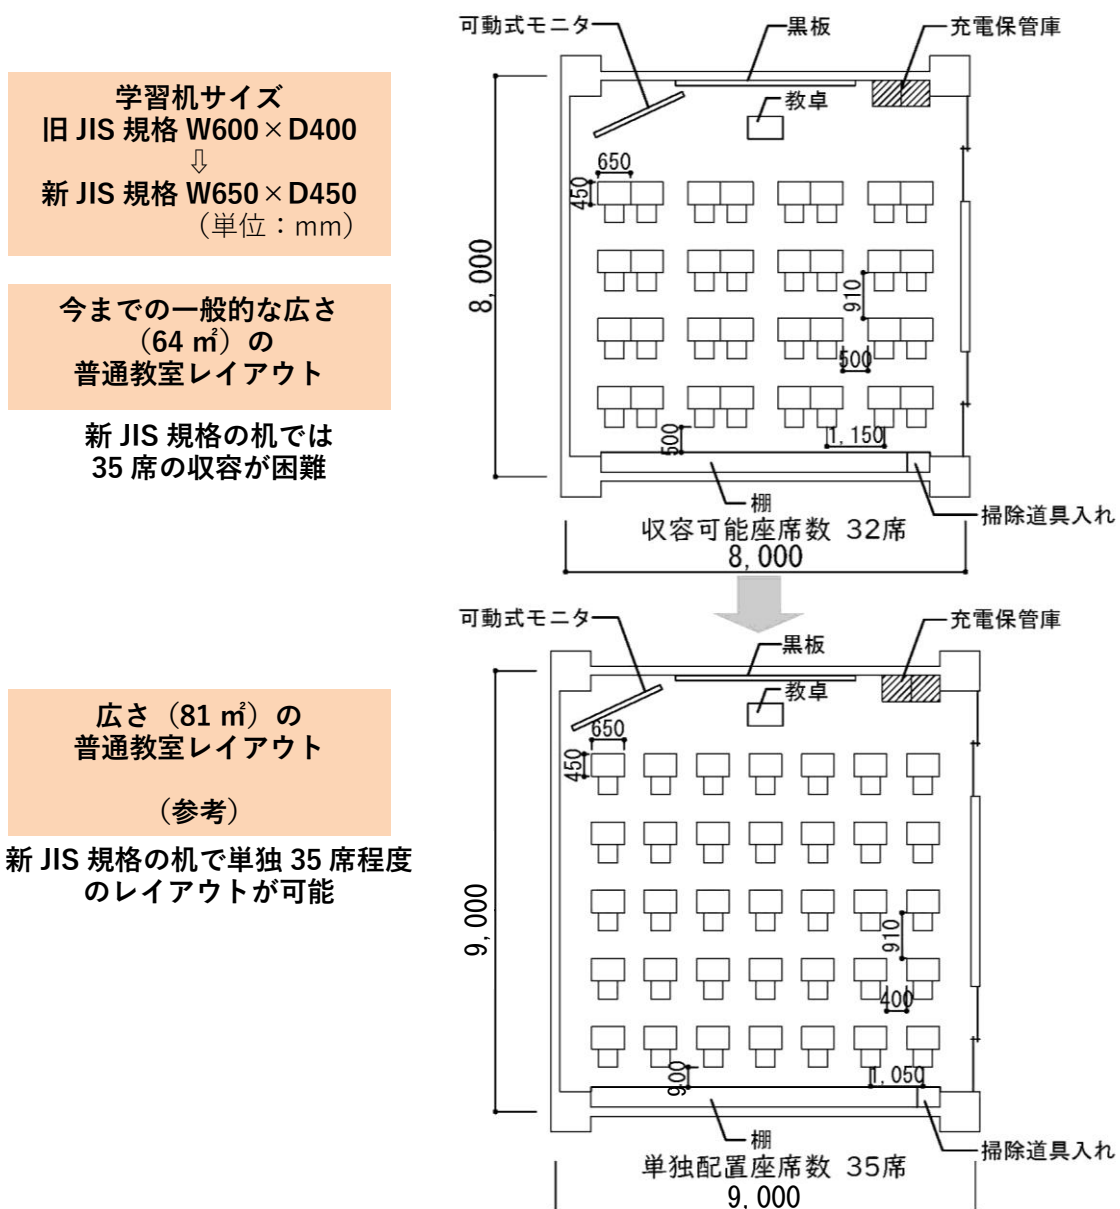 学習机サイズ
旧 JIS 規格 W600×D400
⇩
新 JIS 規格 W650×D450
（単位：mm）
今までの一般的な広さ
（64 ㎡）の
普通教室レイアウト
新 JIS 規格の机では
35 席の収容が困難
可動式モニタ
黒板
充電保管庫
教卓
650
450
8,000
910
500
1,150
500
棚
掃除道具入れ
収容可能座席数 32席
8,000
広さ（81 ㎡）の
普通教室レイアウト
（参考）
新 JIS 規格の机で単独 35 席程度
のレイアウトが可能
可動式モニタ
黒板
充電保管庫
教卓
650
450
9,000
910
400
1,050
棚
掃除道具入れ
単独配置座席数 35席
9,000